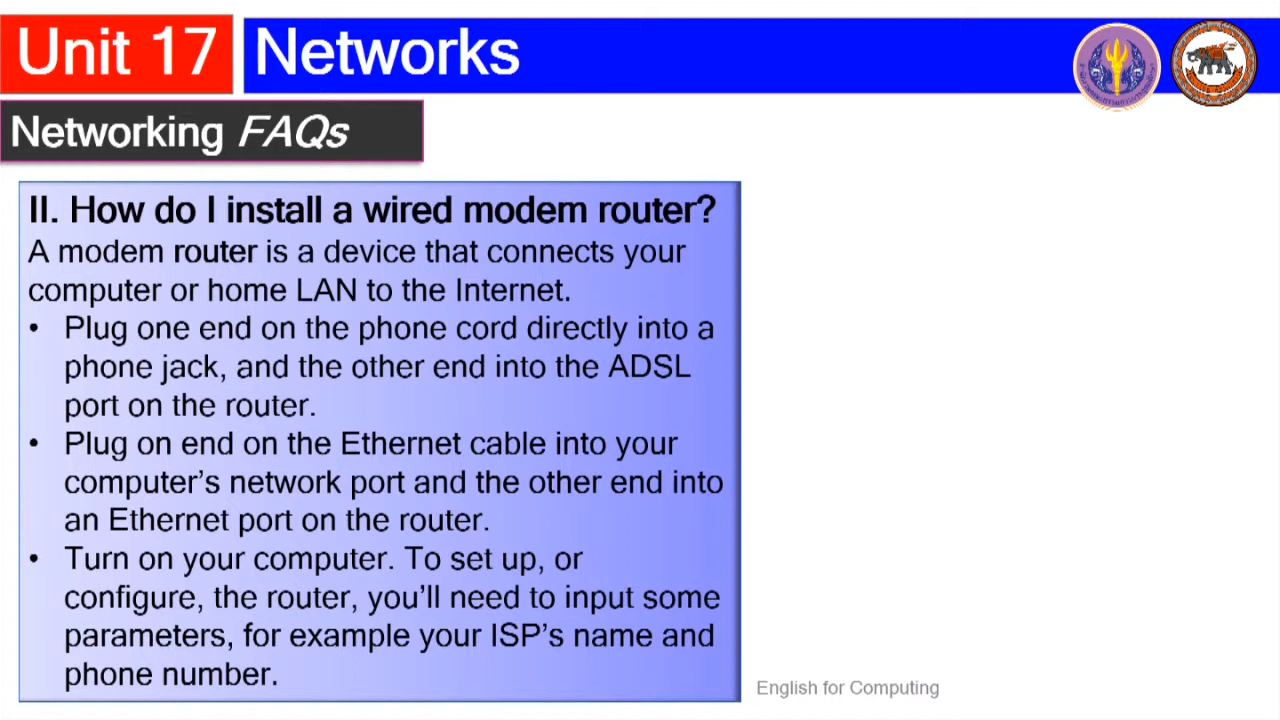 Unit 17 Networks
Networking FAQs
II. How do I install a wired modem router?
A modem router is a device that connects your
computer or home LAN to the Internet.
• Plug one end on the phone cord directly into a
phone jack, and the other end into the ADSL
port on the router.
• Plug on end on the Ethernet cable into your
computer's network port and the other end into
an Ethernet port on the router.
• Turn on your computer. To set up, or
configure, the router, you'll need to input some
parameters, for example your ISP's name and
phone number.
English for Computing